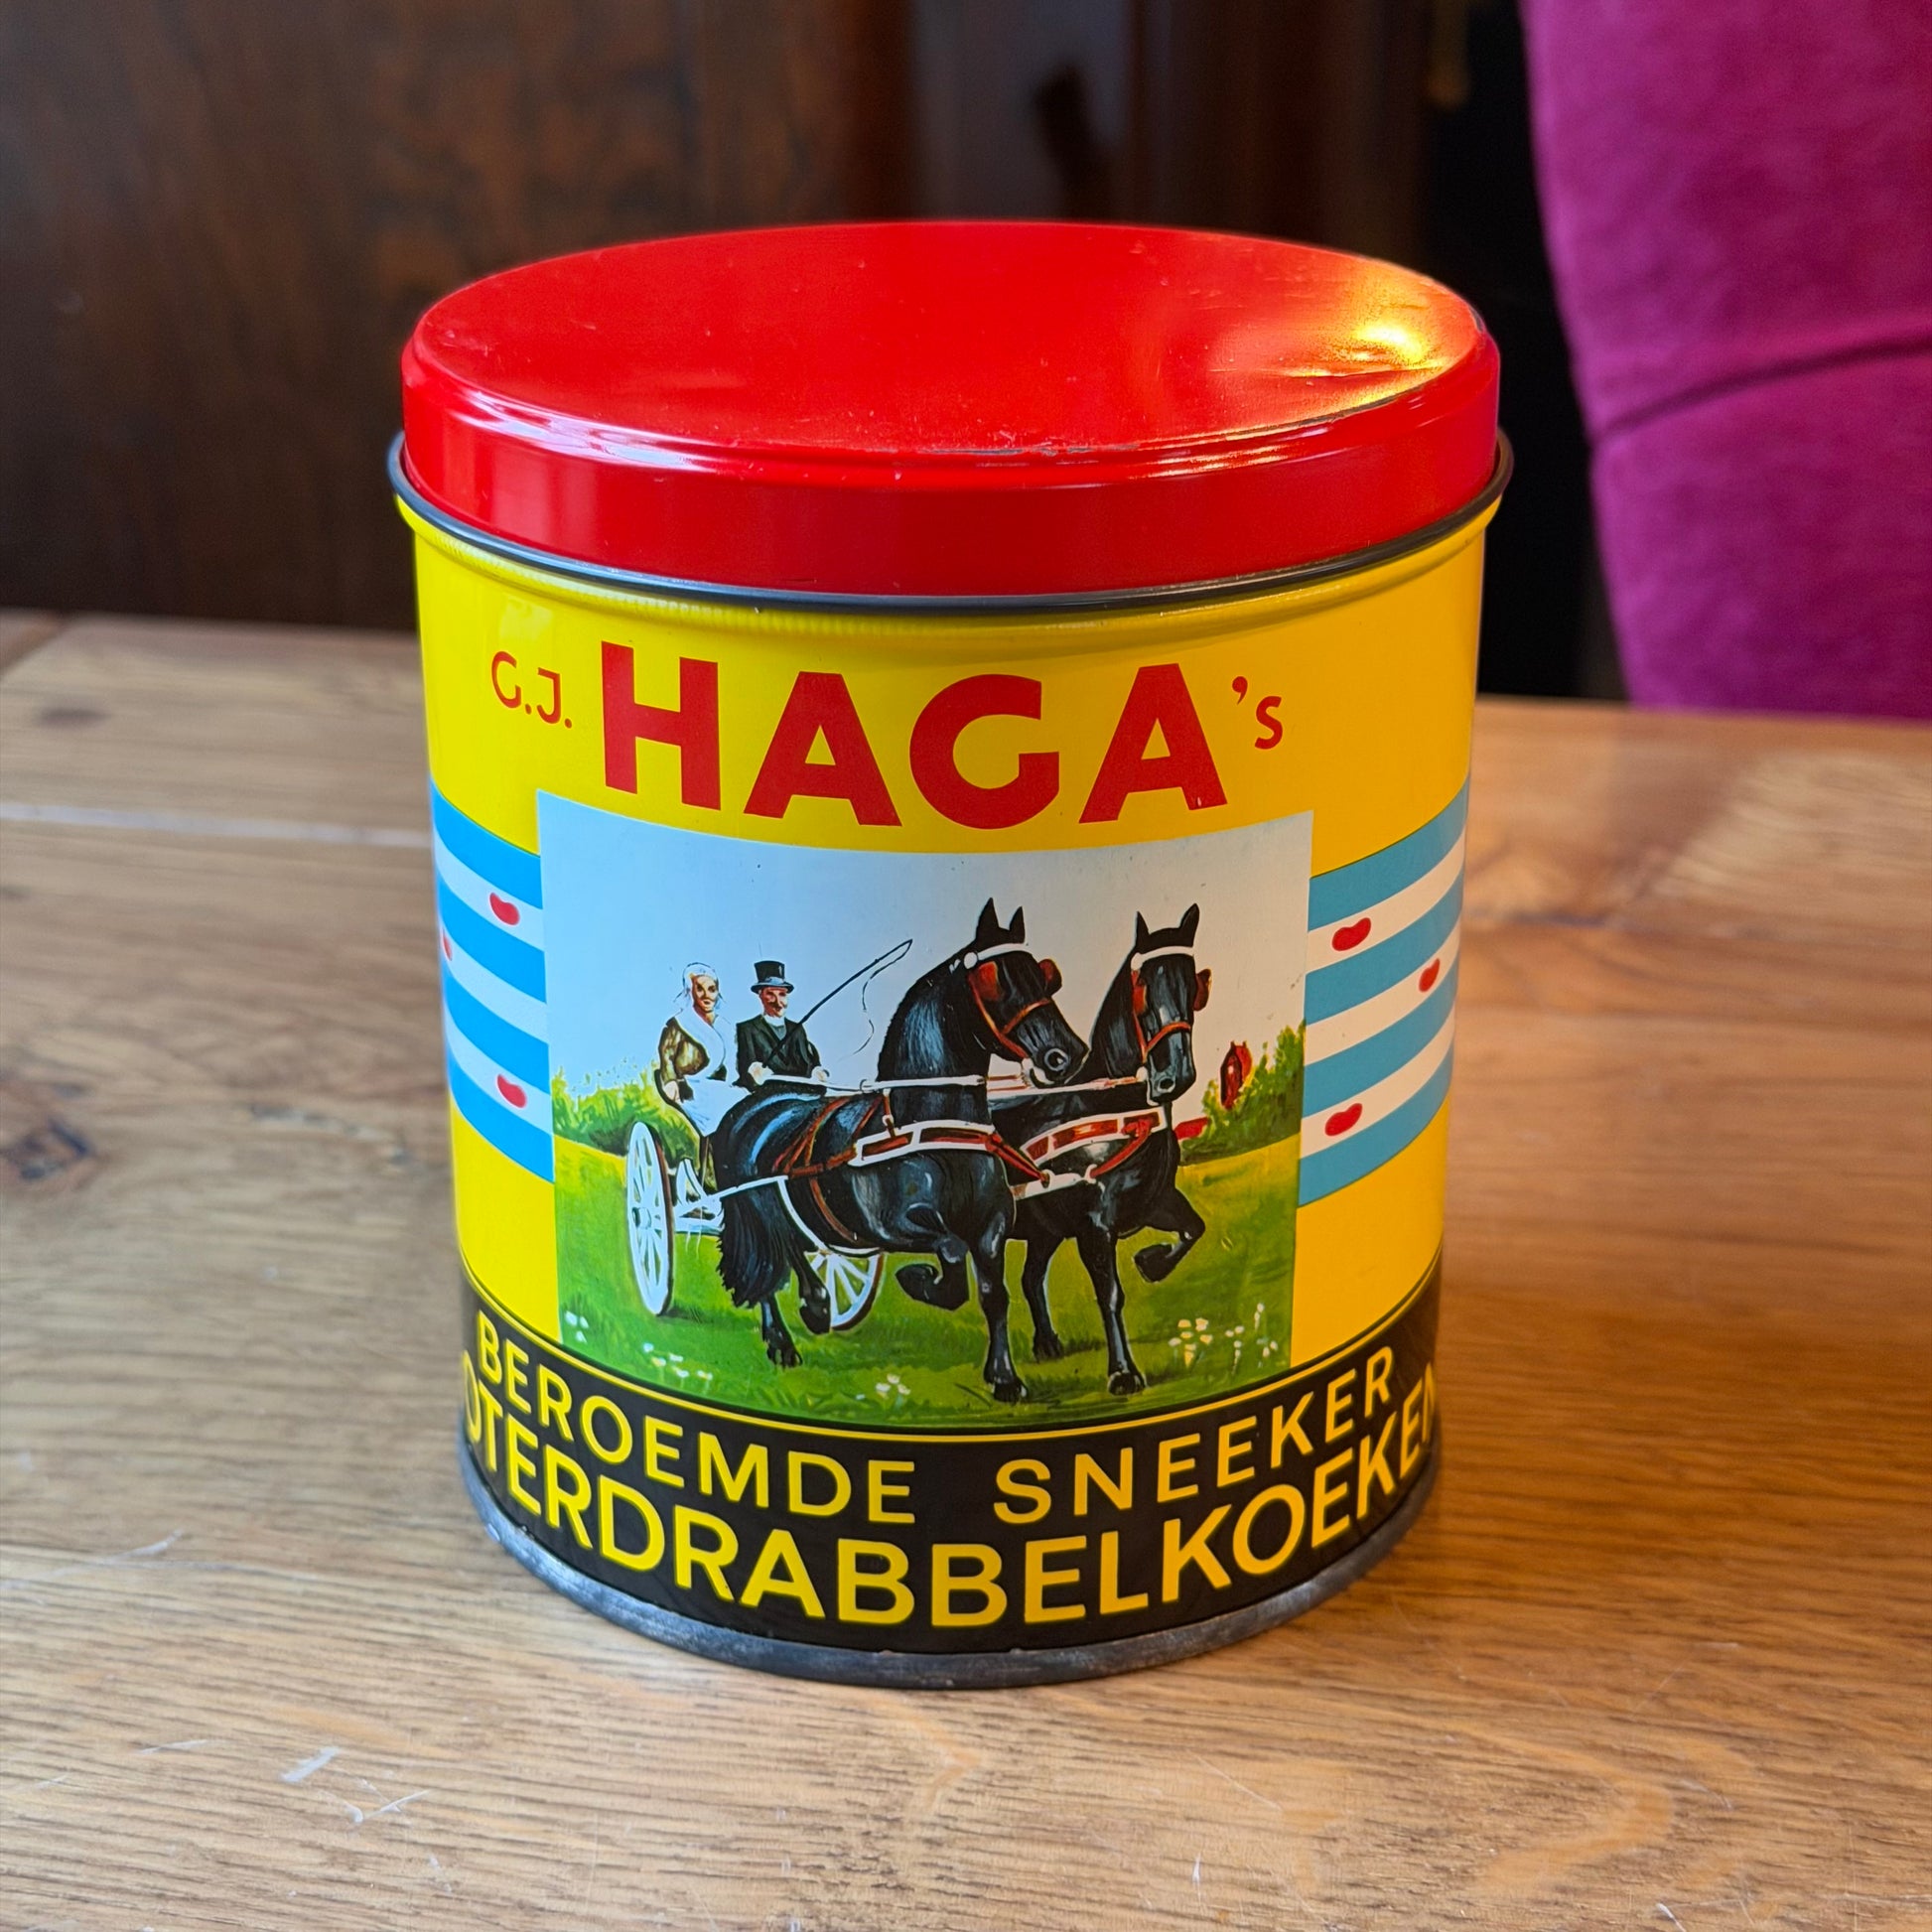 G.J. HAGA's
BEROEMDE SNEEKER
OTERDRABBELKOEKEN